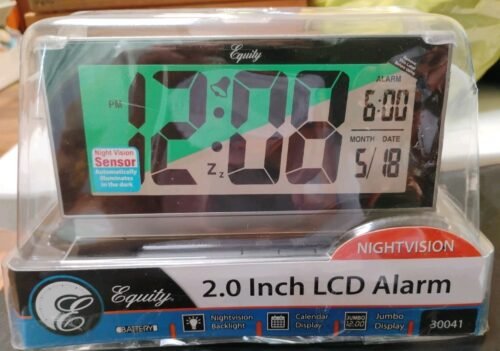 Equity
PM
12:08
Zz
ALARM
6:00
MONTH DATE
5/18
Night Vision
Sensor
Automatically
Illuminates
in the dark
NIGHTVISION
E Equity
2.0 Inch LCD Alarm
BATTERY
Nightvision
Backlight
Calendar
Display
JUMBO
12:00
Jumbo
Display
30041